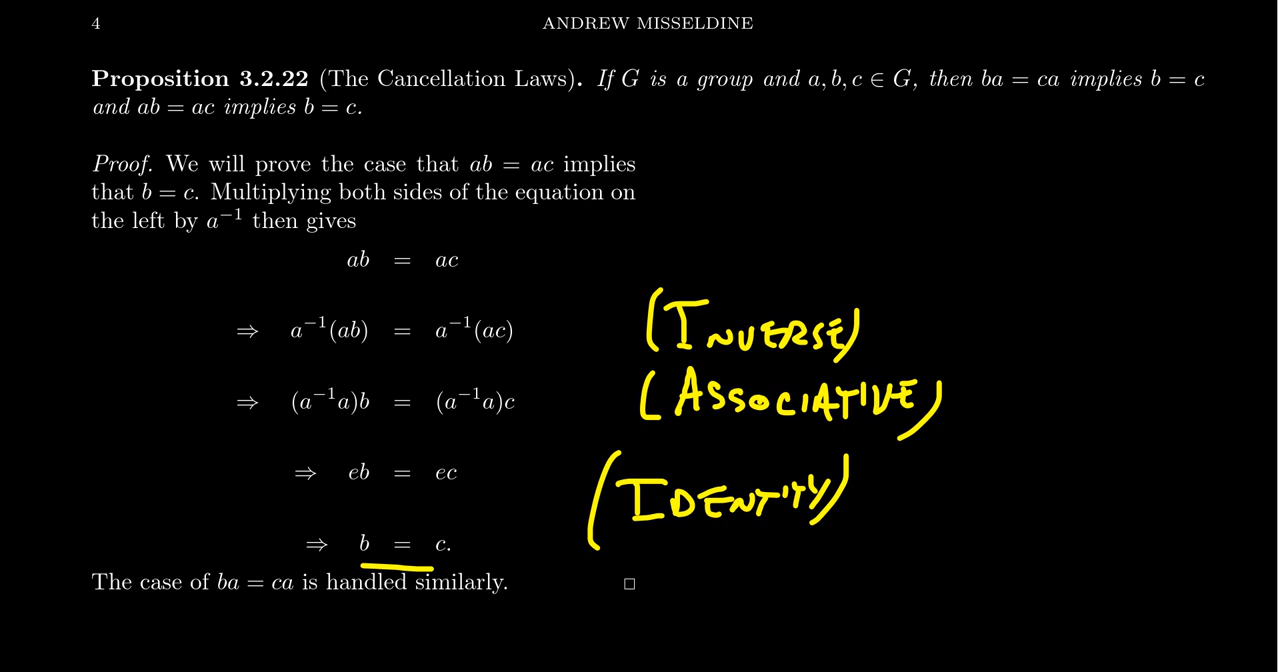 4 ANDREW MISSELDINE
Proposition 3.2.22 (The Cancellation Laws). If G is a group and a, b, c ∈ G, then ba = ca implies b = c
and ab = ac implies b = c.
Proof. We will prove the case that ab = ac implies
that b = c. Multiplying both sides of the equation on
the left by a⁻¹ then gives
ab = ac
⇒ a⁻¹(ab) = a⁻¹(ac) (INVERSE)
⇒ (a⁻¹a)b = (a⁻¹a)c (ASSOCIATIVE)
⇒ eb = ec (IDENTITY)
⇒ b = c.
The case of ba = ca is handled similarly. □